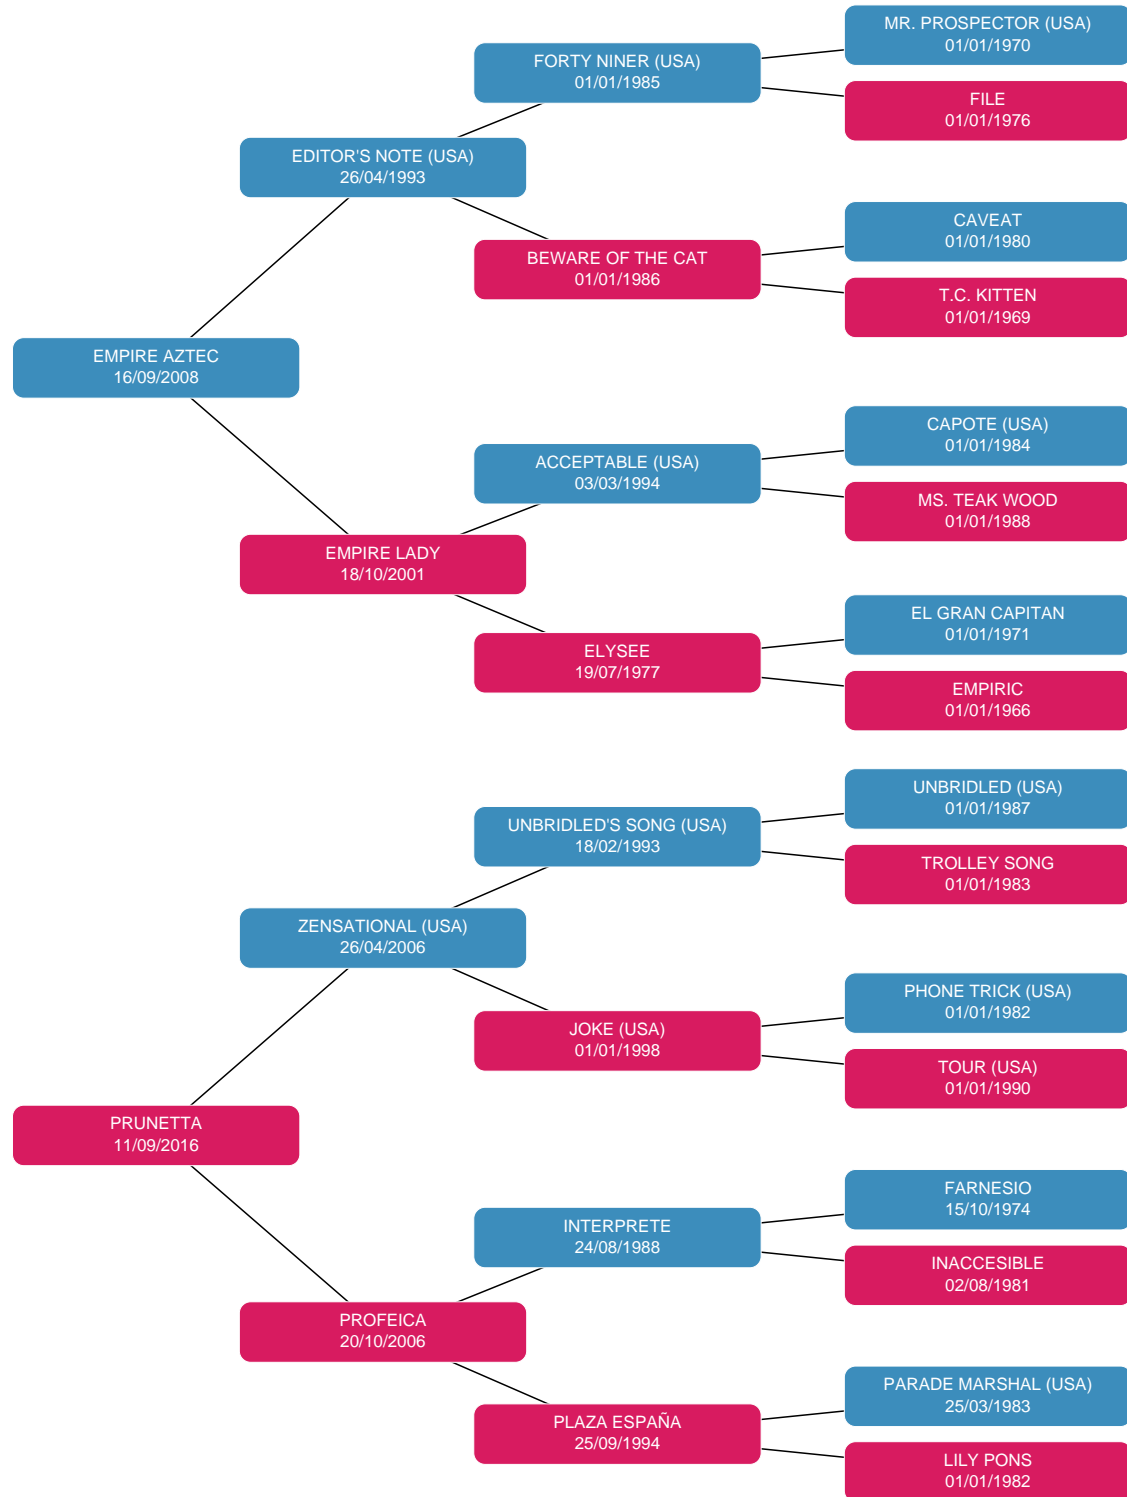 MR. PROSPECTOR (USA)
01/01/1970
FORTY NINER (USA)
01/01/1985
FILE
01/01/1976
EDITOR'S NOTE (USA)
26/04/1993
CAVEAT
01/01/1980
BEWARE OF THE CAT
01/01/1986
T.C. KITTEN
01/01/1969
EMPIRE AZTEC
16/09/2008
CAPOTE (USA)
01/01/1984
ACCEPTABLE (USA)
03/03/1994
MS. TEAK WOOD
01/01/1988
EMPIRE LADY
18/10/2001
EL GRAN CAPITAN
01/01/1971
ELYSEE
19/07/1977
EMPIRIC
01/01/1966
UNBRIDLED (USA)
01/01/1987
UNBRIDLED'S SONG (USA)
18/02/1993
TROLLEY SONG
01/01/1983
ZENSATIONAL (USA)
26/04/2006
PHONE TRICK (USA)
01/01/1982
JOKE (USA)
01/01/1998
TOUR (USA)
01/01/1990
PRUNETTA
11/09/2016
FARNESIO
15/10/1974
INTERPRETE
24/08/1988
INACCESIBLE
02/08/1981
PROFEICA
20/10/2006
PARADE MARSHAL (USA)
25/03/1983
PLAZA ESPAÑA
25/09/1994
LILY PONS
01/01/1982